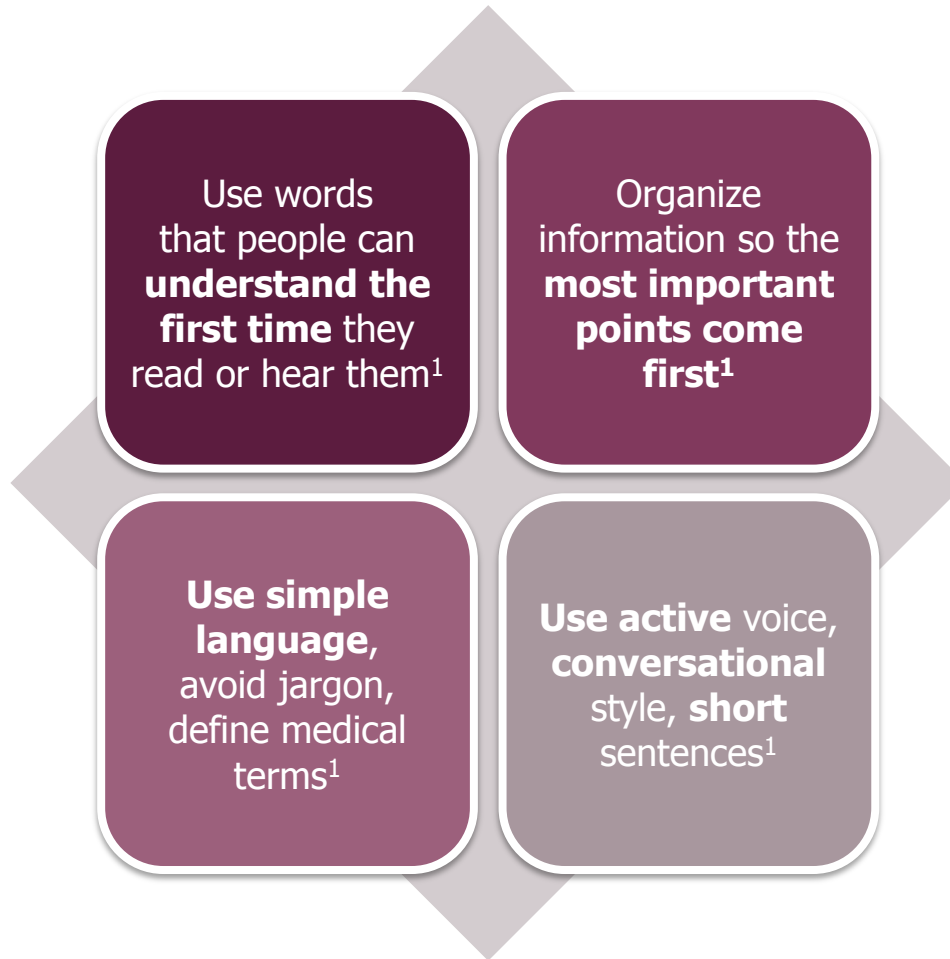 Use words
that people can
understand the
first time they
read or hear them¹
Organize
information so the
most important
points come
first¹
Use simple
language,
avoid jargon,
define medical
terms¹
Use active voice,
conversational
style, short
sentences¹